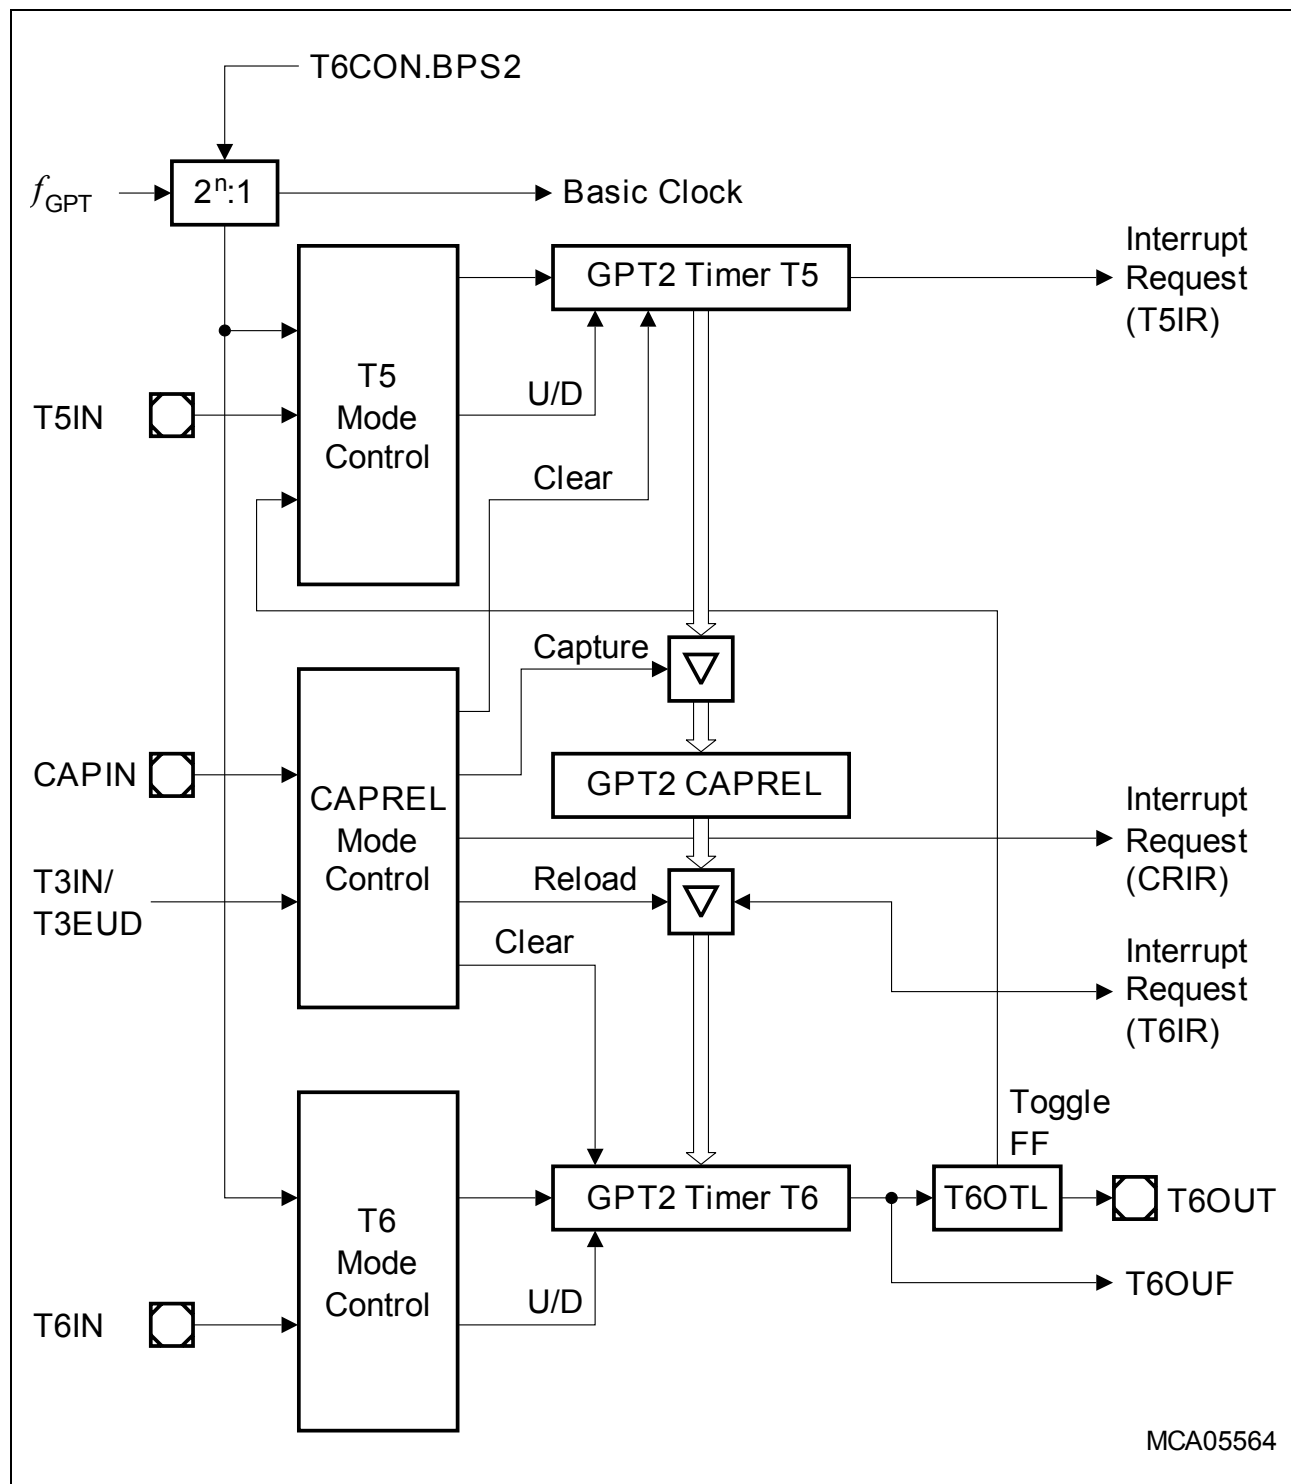 T6CON.BPS2
fGPT
2n:1
Basic Clock
GPT2 Timer T5
Interrupt
Request
(T5IR)
T5
Mode
Control
T5IN
U/D
Clear
Capture
CAPIN
CAPREL
Mode
Control
GPT2 CAPREL
Interrupt
Request
(CRIR)
T3IN/
T3EUD
Reload
Clear
Interrupt
Request
(T6IR)
Toggle
FF
T6
Mode
Control
GPT2 Timer T6
T6OTL
T6OUT
T6IN
U/D
T6OUF
MCA05564